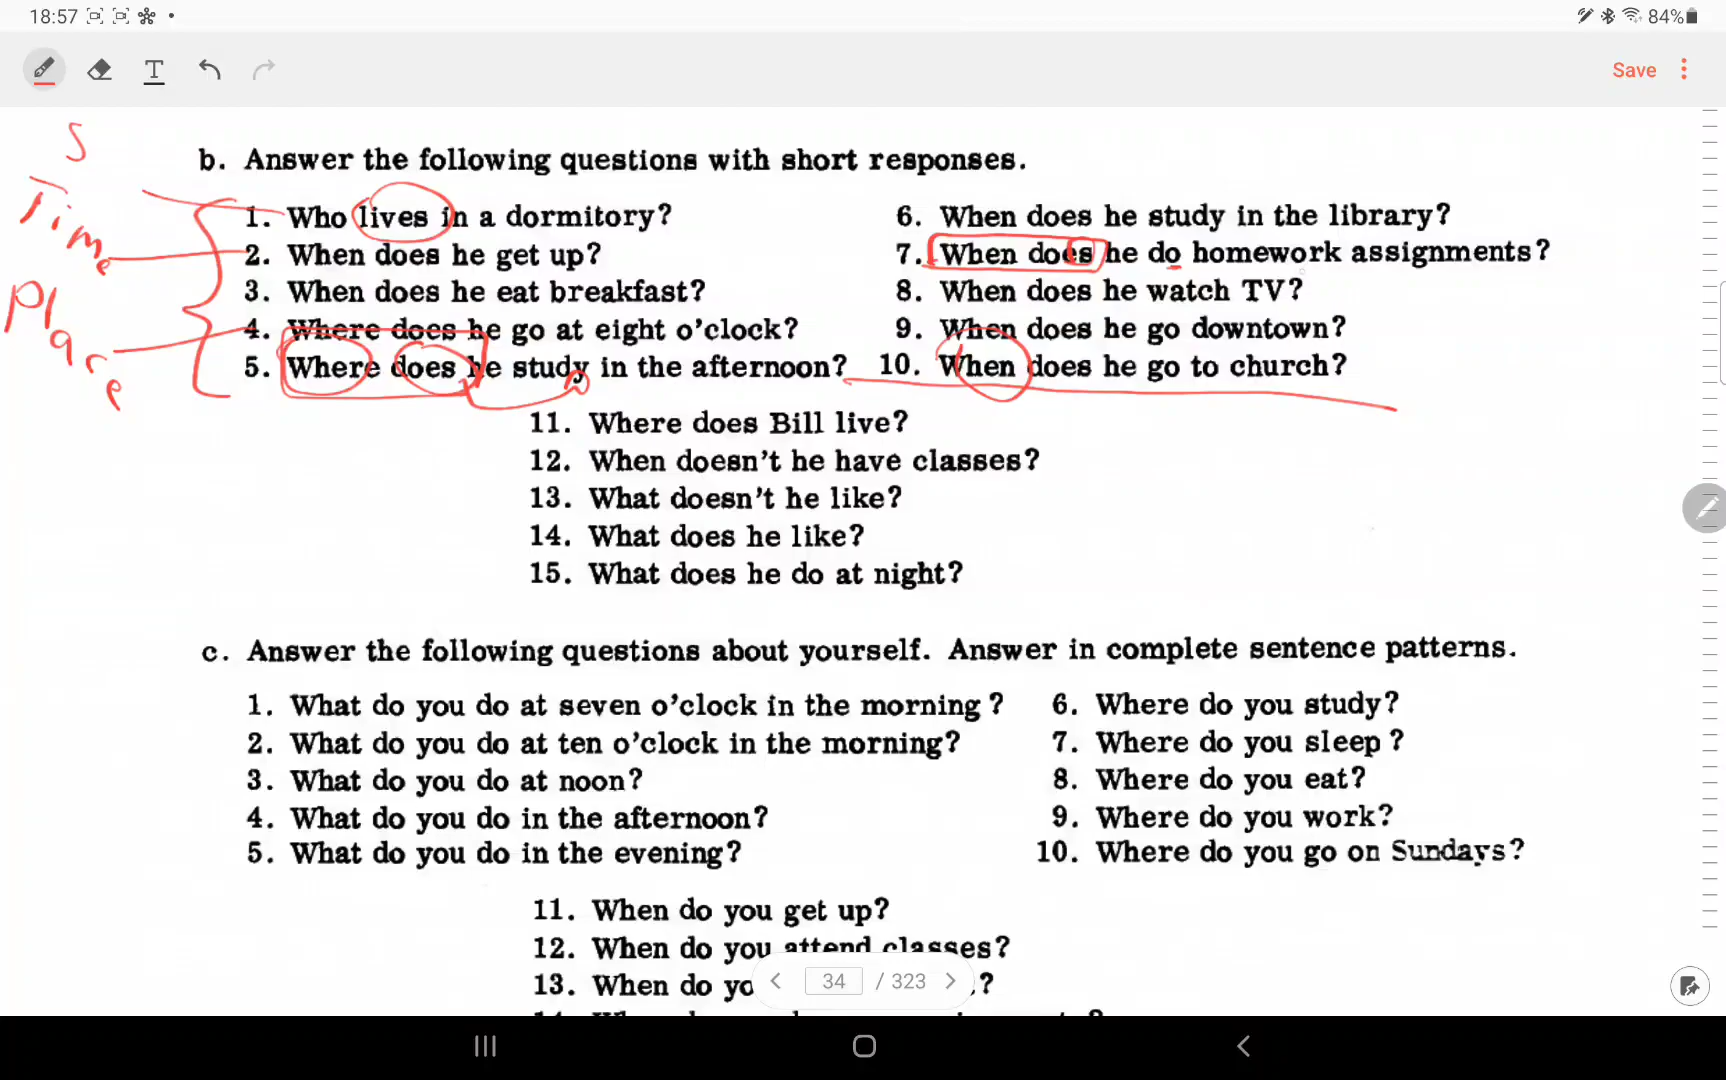 18:57
84%
Save
S
Time
Place
b. Answer the following questions with short responses.
1. Who lives in a dormitory?
2. When does he get up?
3. When does he eat breakfast?
4. Where does he go at eight o'clock?
5. Where does he study in the afternoon?
6. When does he study in the library?
7. When does he do homework assignments?
8. When does he watch TV?
9. When does he go downtown?
10. When does he go to church?
11. Where does Bill live?
12. When doesn't he have classes?
13. What doesn't he like?
14. What does he like?
15. What does he do at night?
c. Answer the following questions about yourself. Answer in complete sentence patterns.
1. What do you do at seven o'clock in the morning?
2. What do you do at ten o'clock in the morning?
3. What do you do at noon?
4. What do you do in the afternoon?
5. What do you do in the evening?
6. Where do you study?
7. Where do you sleep?
8. Where do you eat?
9. Where do you work?
10. Where do you go on Sundays?
11. When do you get up?
12. When do you attend classes?
13. When do yo
34 / 323